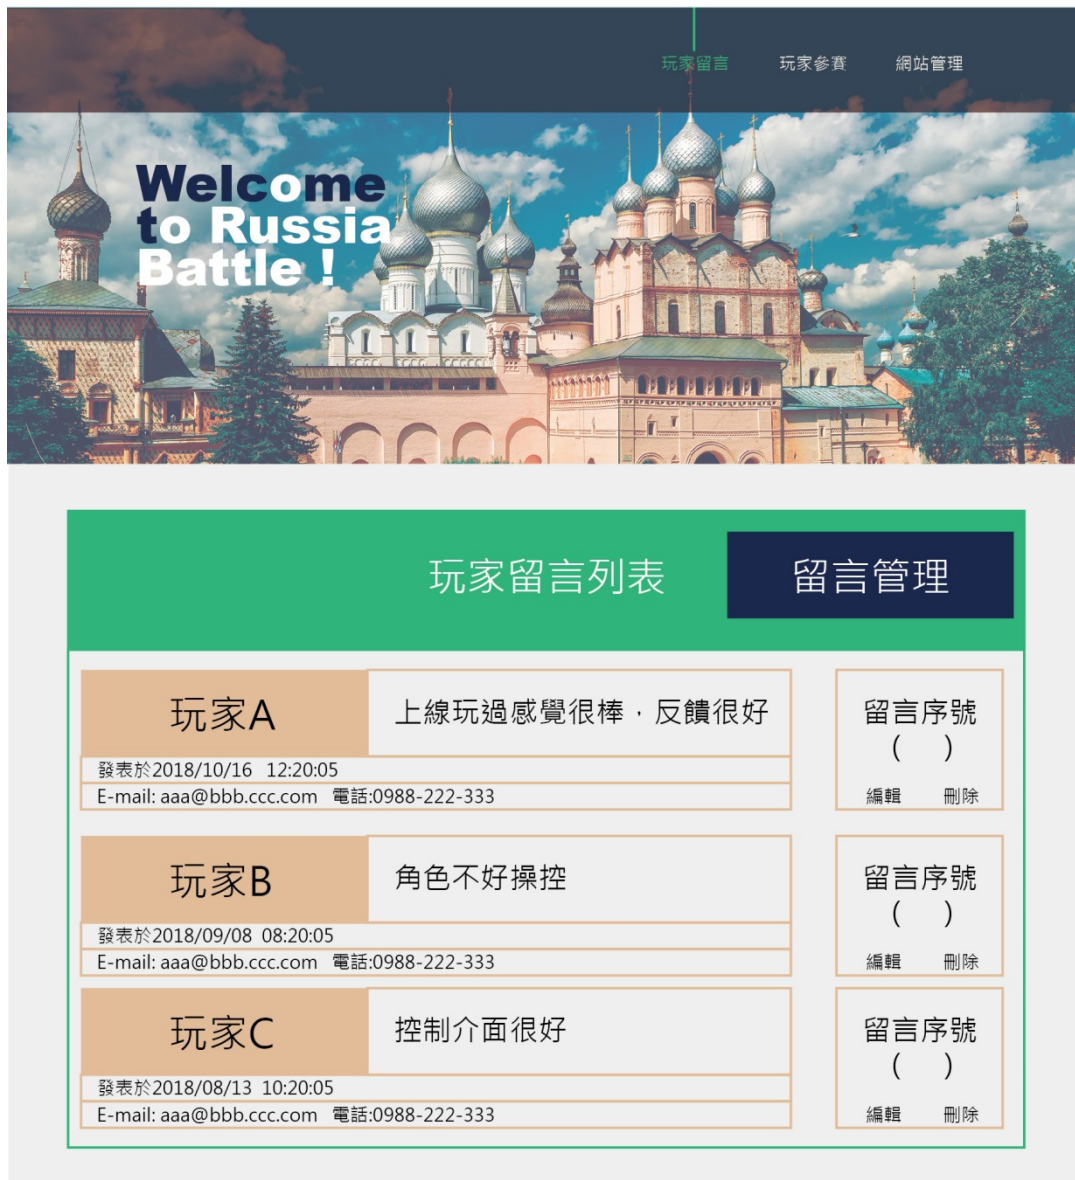 玩家留言 玩家參賽 網站管理
Welcome
to Russia
Battle !
玩家留言列表 留言管理
玩家A 上線玩過感覺很棒，反饋很好 留言序號
( )
發表於2018/10/16 12:20:05
E-mail: aaa@bbb.ccc.com 電話:0988-222-333 編輯 刪除
玩家B 角色不好操控 留言序號
( )
發表於2018/09/08 08:20:05
E-mail: aaa@bbb.ccc.com 電話:0988-222-333 編輯 刪除
玩家C 控制介面很好 留言序號
( )
發表於2018/08/13 10:20:05
E-mail: aaa@bbb.ccc.com 電話:0988-222-333 編輯 刪除